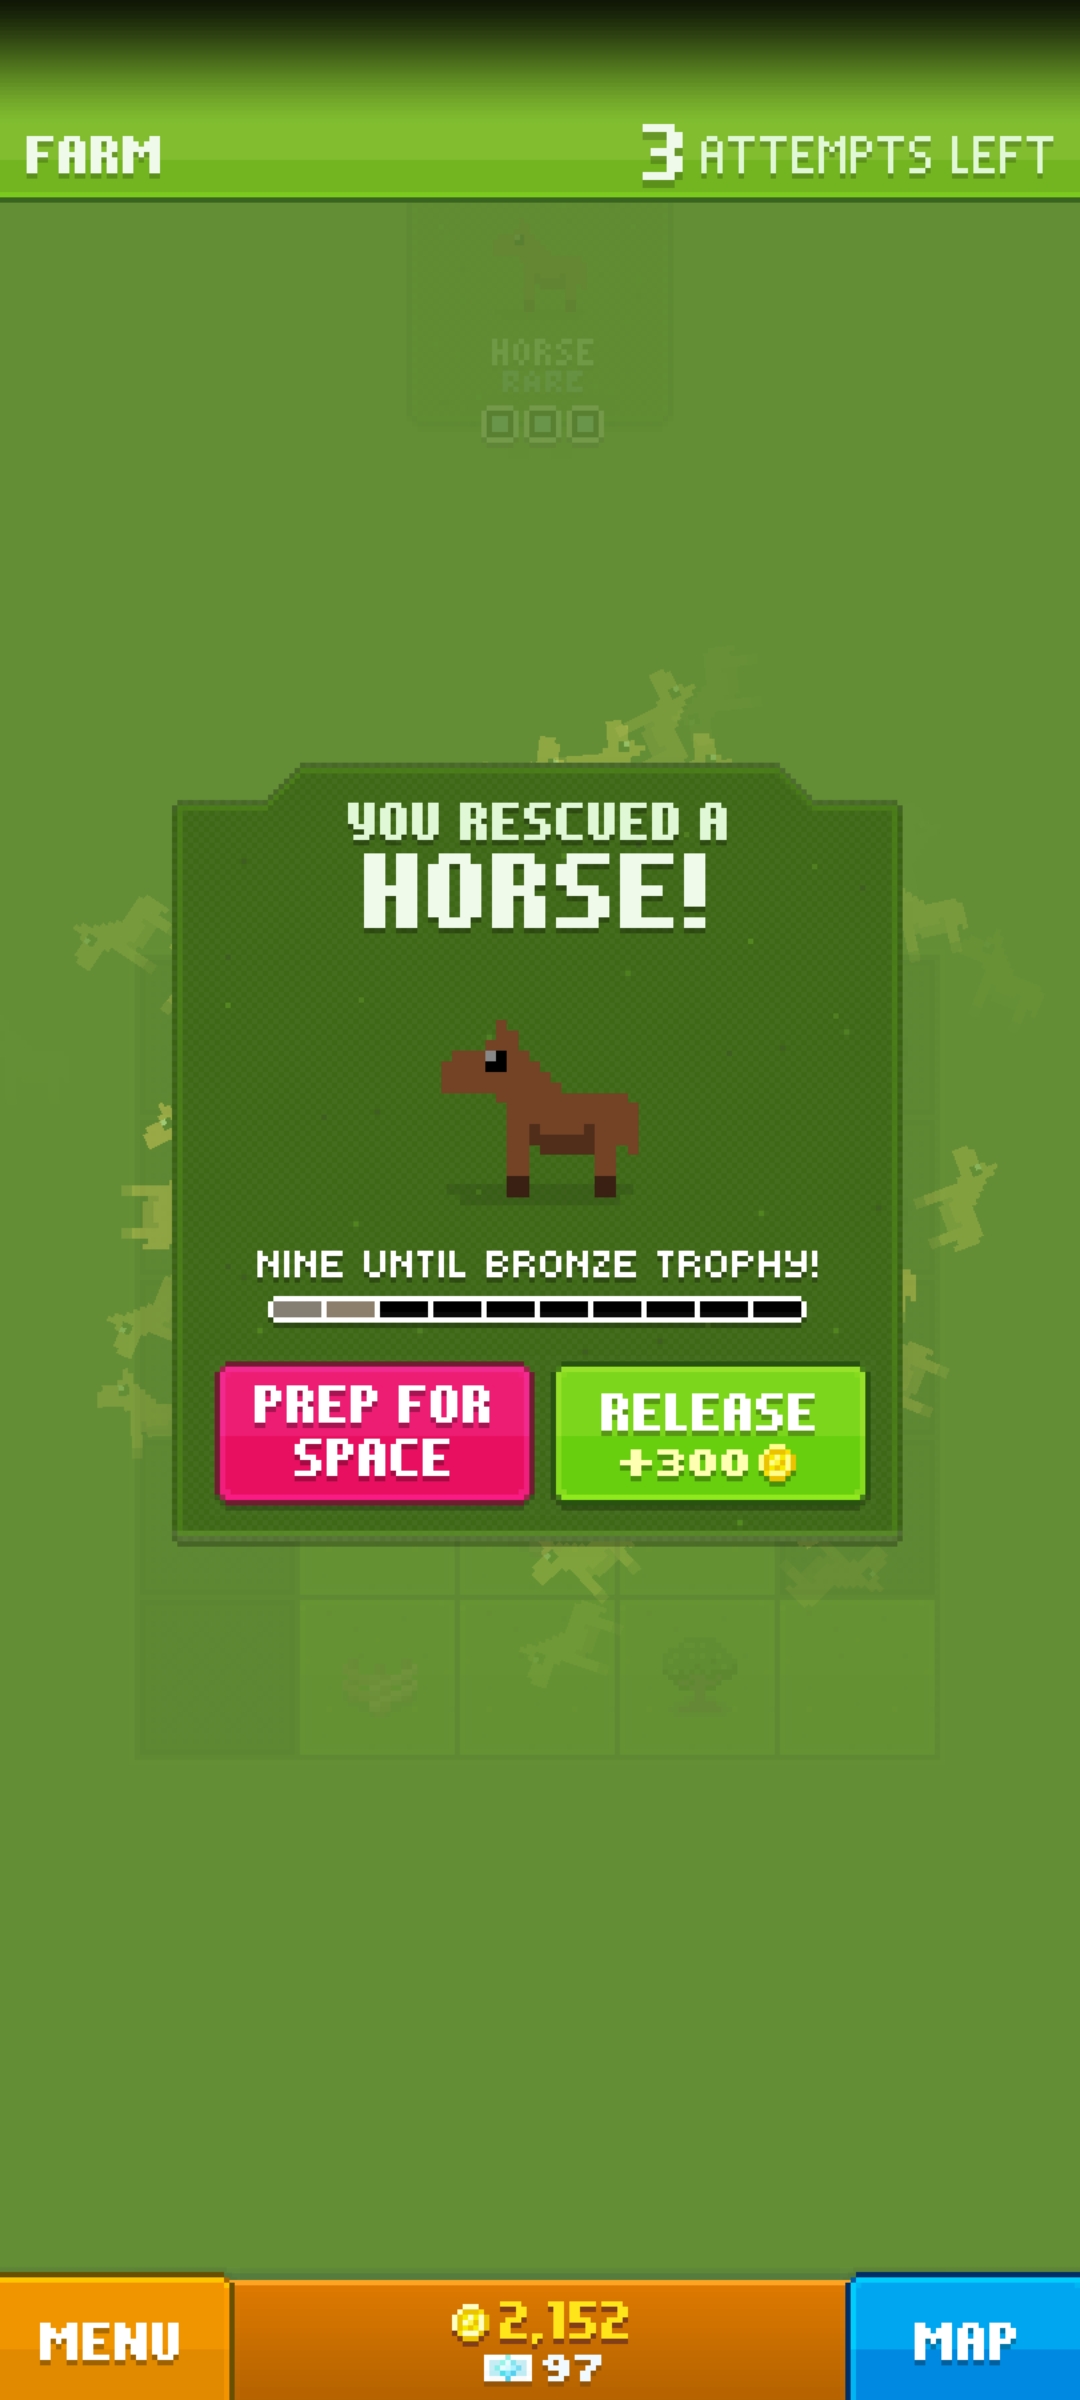 FARM
3 ATTEMPTS LEFT
HORSE
RARE
YOU RESCUED A
HORSE!
NINE UNTIL BRONZE TROPHY!
PREP FOR
SPACE
RELEASE
+300
MENU
2,152
97
MAP